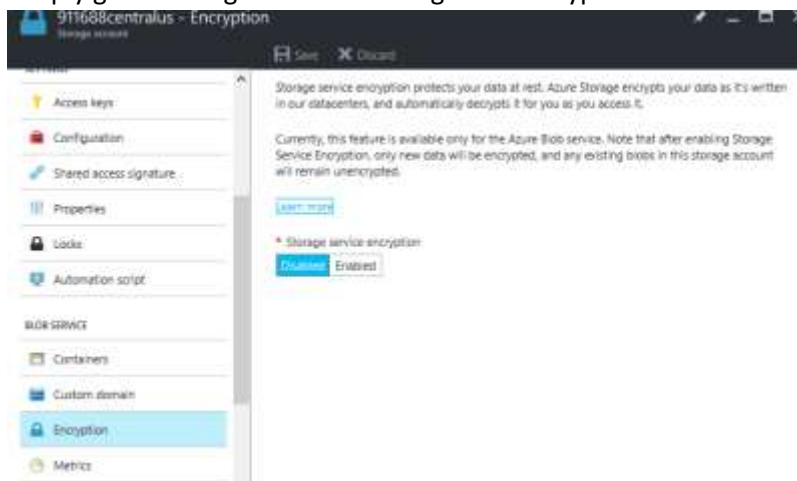 911688centralus - Encryption
Storage account
Save Discard
Storage service encryption protects your data at rest. Azure Storage encrypts your data as it's written
in our datacenters, and automatically decrypts it for you as you access it.
Currently, this feature is available only for the Azure Blob service. Note that after enabling Storage
Service Encryption, only new data will be encrypted, and any existing blobs in this storage account
will remain unencrypted.
Learn more
* Storage service encryption
Disabled Enabled
Access keys
Configuration
Shared access signature
Properties
Locks
Automation script
BLOB SERVICE
Containers
Custom domain
Encryption
Metrics